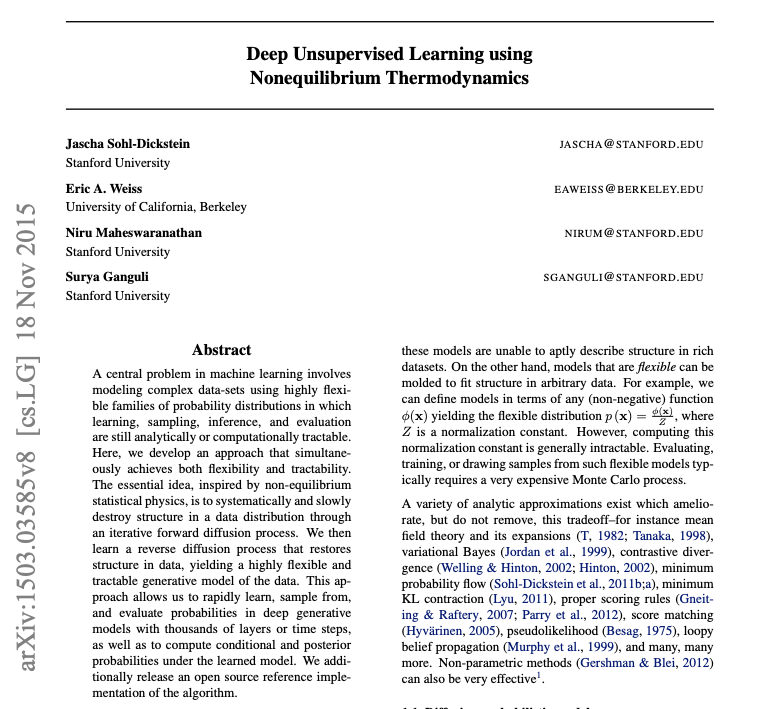 Deep Unsupervised Learning using
Nonequilibrium Thermodynamics
Jascha Sohl-Dickstein
JASCHA@STANFORD.EDU
Stanford University
Eric A. Weiss
EAWEISS@BERKELEY.EDU
University of California, Berkeley
Niru Maheswaranathan
NIRUM@STANFORD.EDU
Stanford University
Surya Ganguli
SGANGULI@STANFORD.EDU
Stanford University
arXiv:1503.03585v8 [cs.LG] 18 Nov 2015
Abstract
A central problem in machine learning involves
modeling complex data-sets using highly flexi-
ble families of probability distributions in which
learning, sampling, inference, and evaluation
are still analytically or computationally tractable.
Here, we develop an approach that simultane-
ously achieves both flexibility and tractability.
The essential idea, inspired by non-equilibrium
statistical physics, is to systematically and slowly
destroy structure in a data distribution through
an iterative forward diffusion process. We then
learn a reverse diffusion process that restores
structure in data, yielding a highly flexible and
tractable generative model of the data. This ap-
proach allows us to rapidly learn, sample from,
and evaluate probabilities in deep generative
models with thousands of layers or time steps,
as well as to compute conditional and posterior
probabilities under the learned model. We addi-
tionally release an open source reference imple-
mentation of the algorithm.
these models are unable to aptly describe structure in rich
datasets. On the other hand, models that are flexible can be
molded to fit structure in arbitrary data. For example, we
can define models in terms of any (non-negative) function
ϕ(x) yielding the flexible distribution p (x) = ϕ(x)/Z, where
Z is a normalization constant. However, computing this
normalization constant is generally intractable. Evaluating,
training, or drawing samples from such flexible models typ-
ically requires a very expensive Monte Carlo process.
A variety of analytic approximations exist which amelio-
rate, but do not remove, this tradeoff–for instance mean
field theory and its expansions (T, 1982; Tanaka, 1998),
variational Bayes (Jordan et al., 1999), contrastive diver-
gence (Welling & Hinton, 2002; Hinton, 2002), minimum
probability flow (Sohl-Dickstein et al., 2011b;a), minimum
KL contraction (Lyu, 2011), proper scoring rules (Gneit-
ing & Raftery, 2007; Parry et al., 2012), score matching
(Hyvärinen, 2005), pseudolikelihood (Besag, 1975), loopy
belief propagation (Murphy et al., 1999), and many, many
more. Non-parametric methods (Gershman & Blei, 2012)
can also be very effective¹.